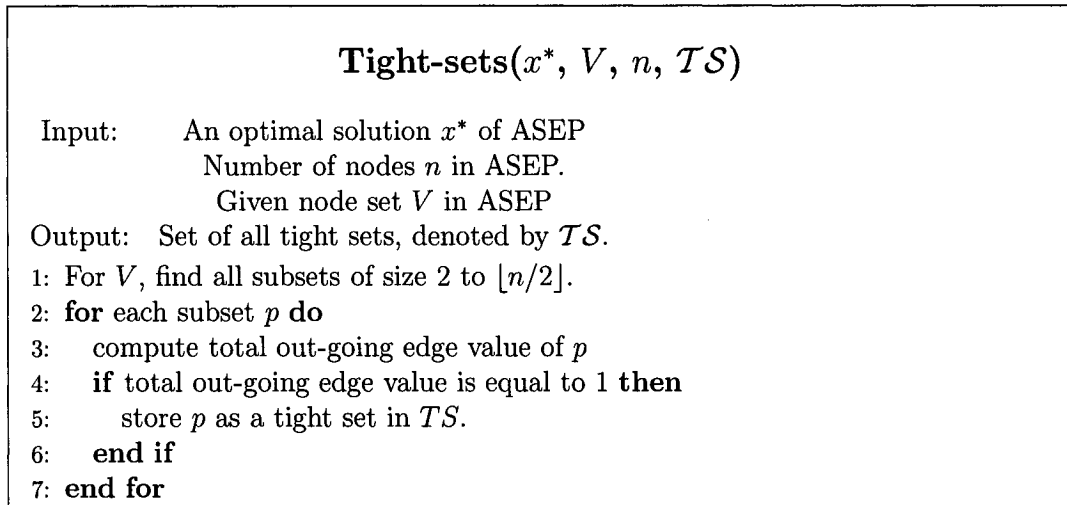 Tight-sets(x*, V, n, 𝒯𝒮)
Input: An optimal solution x* of ASEP
Number of nodes n in ASEP.
Given node set V in ASEP
Output: Set of all tight sets, denoted by 𝒯𝒮.
1: For V, find all subsets of size 2 to ⌊n/2⌋.
2: for each subset p do
3: compute total out-going edge value of p
4: if total out-going edge value is equal to 1 then
5: store p as a tight set in TS.
6: end if
7: end for